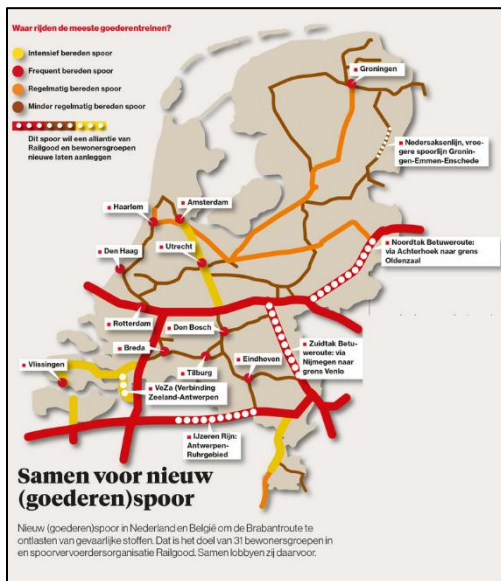 Waar rijden de meeste goederentreinen?
Intensief bereden spoor
Frequent bereden spoor
Regelmatig bereden spoor
Minder regelmatig bereden spoor
Dit spoor wil een alliantie van
Railgood en bewonersgroepen
nieuwe laten aanleggen
Groningen
Nedersaksenlijn, vroe-
gere spoorlijn Gronin-
gen-Emmen-Enschede
Haarlem
Amsterdam
Utrecht
Den Haag
Noordtak Betuweroute:
via Achterhoek naar grens
Oldenzaal
Rotterdam
Den Bosch
Breda
Tilburg
Eindhoven
Zuidtak Betu-
weroute: via
Nijmegen naar
grens Venlo
Vlissingen
VeZa (Verbinding
Zeeland-Antwerpen
IJzeren Rijn:
Antwerpen-
Ruhrgebied
Samen voor nieuw
(goederen)spoor
Nieuw (goederen)spoor in Nederland en België om de Brabantroute te
ontlasten van gevaarlijke stoffen. Dat is het doel van 31 bewonersgroepen in
en spoorvervoerdersorganisatie Railgood. Samen lobbyen zij daarvoor.